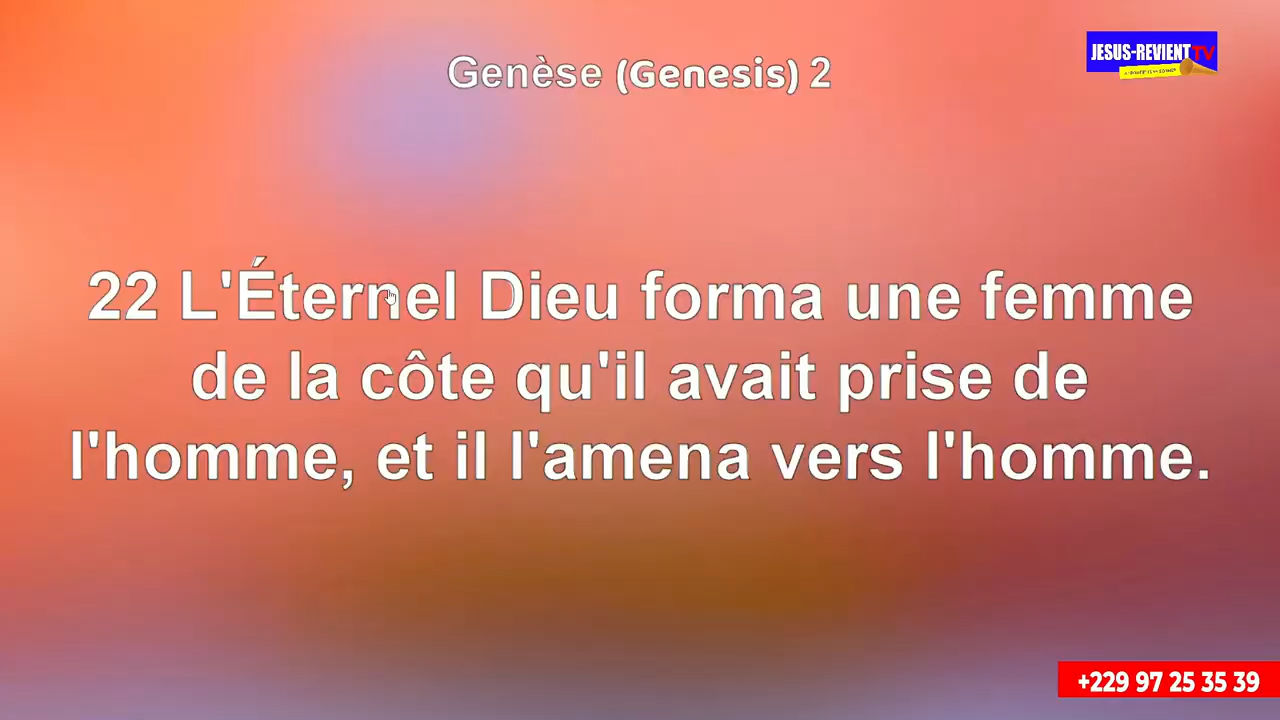 Genèse (Genesis) 2
JESUS-REVIENT TV
22 L'Éternel Dieu forma une femme
de la côte qu'il avait prise de
l'homme, et il l'amena vers l'homme.
+229 97 25 35 39